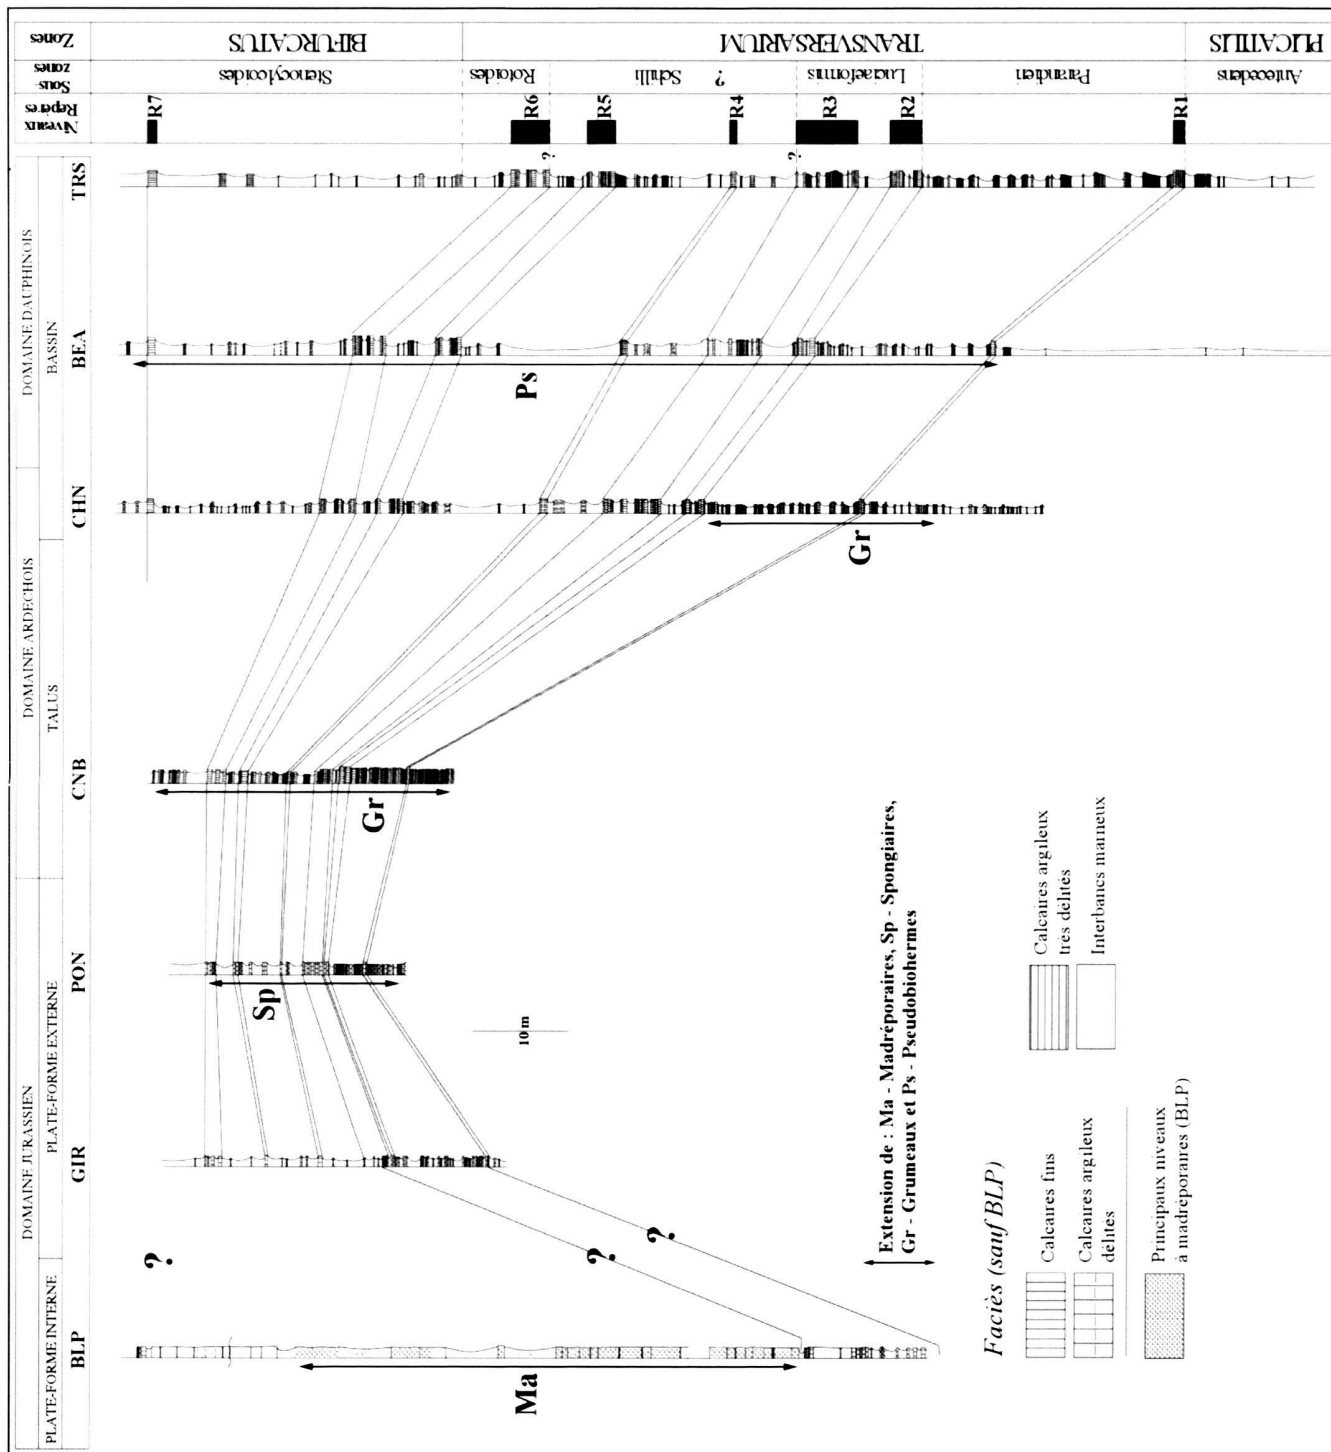 DOMAINE JURASSIEN
DOMAINE ARDECHOIS
DOMAINE DAUPHINOIS
PLATE-FORME INTERNE
PLATE-FORME EXTERNE
TALUS
BASSIN
BLP
GIR
PON
CNB
CHN
BEA
TRS
Niveaux
Repères
Sous-
zones
Zones
R7
R6
R5
R4
R3
R2
R1
Stenocycloides
Rotoides
Schilli
?
Luciaeformis
Parandieri
Antecedens
BIFURCATUS
TRANSVERSARIUM
PLICATILIS
?
?
?
?
?
Ma
Sp
Gr
Gr
Ps
10 m
Extension de : Ma - Madréporaires, Sp - Spongiaires,
Gr - Grumeaux et Ps - Pseudobiohermes
Faciès (sauf BLP)
Calcaires fins
Calcaires argileux
délités
Principaux niveaux
à madréporaires (BLP)
Calcaires argileux
très délités
Interbancs marneux